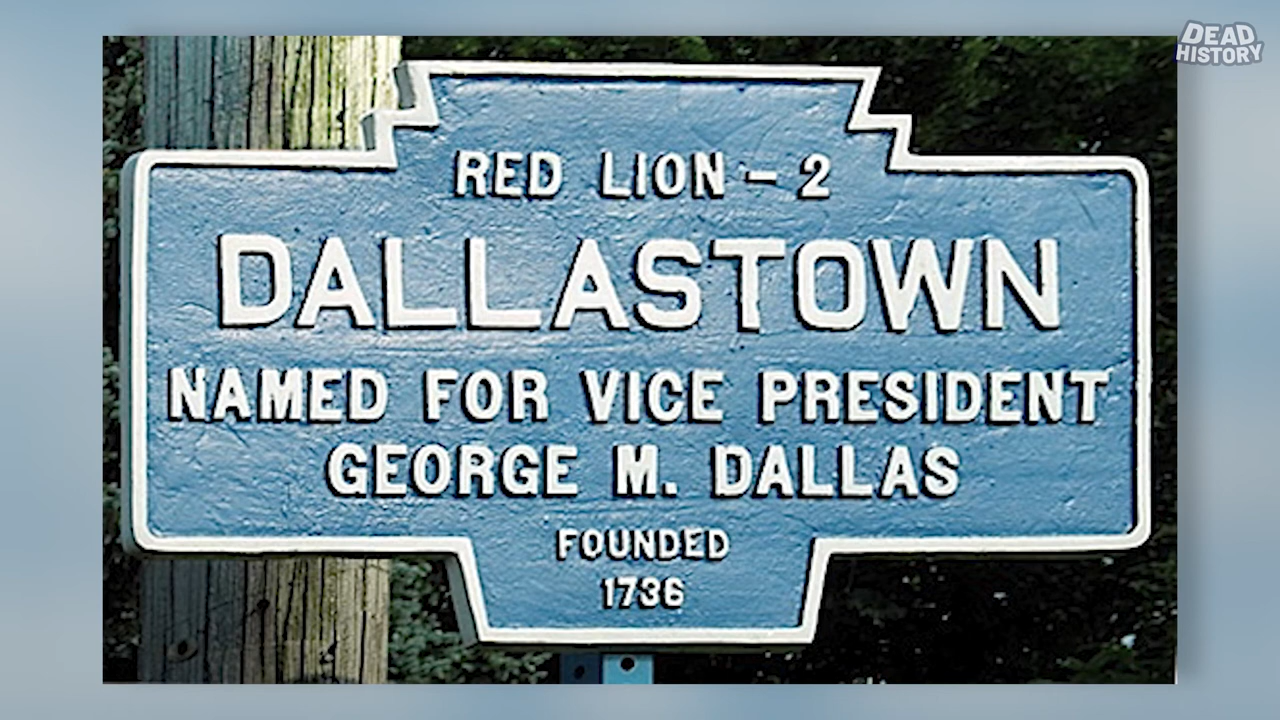 DEAD
HISTORY
RED LION – 2
DALLASTOWN
NAMED FOR VICE PRESIDENT
GEORGE M. DALLAS
FOUNDED
1736